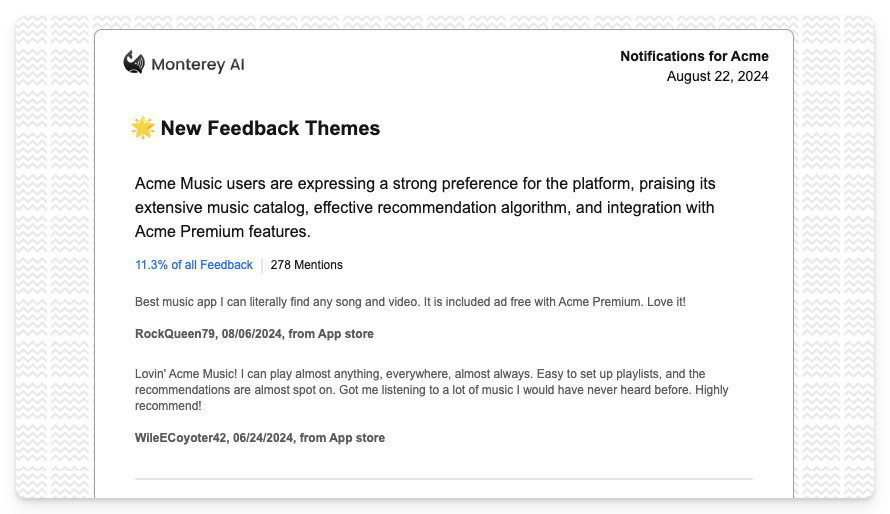 Monterey AI
Notifications for Acme
August 22, 2024
🌟 New Feedback Themes
Acme Music users are expressing a strong preference for the platform, praising its
extensive music catalog, effective recommendation algorithm, and integration with
Acme Premium features.
11.3% of all Feedback | 278 Mentions
Best music app I can literally find any song and video. It is included ad free with Acme Premium. Love it!
RockQueen79, 08/06/2024, from App store
Lovin' Acme Music! I can play almost anything, everywhere, almost always. Easy to set up playlists, and the
recommendations are almost spot on. Got me listening to a lot of music I would have never heard before. Highly
recommend!
WileECoyoter42, 06/24/2024, from App store